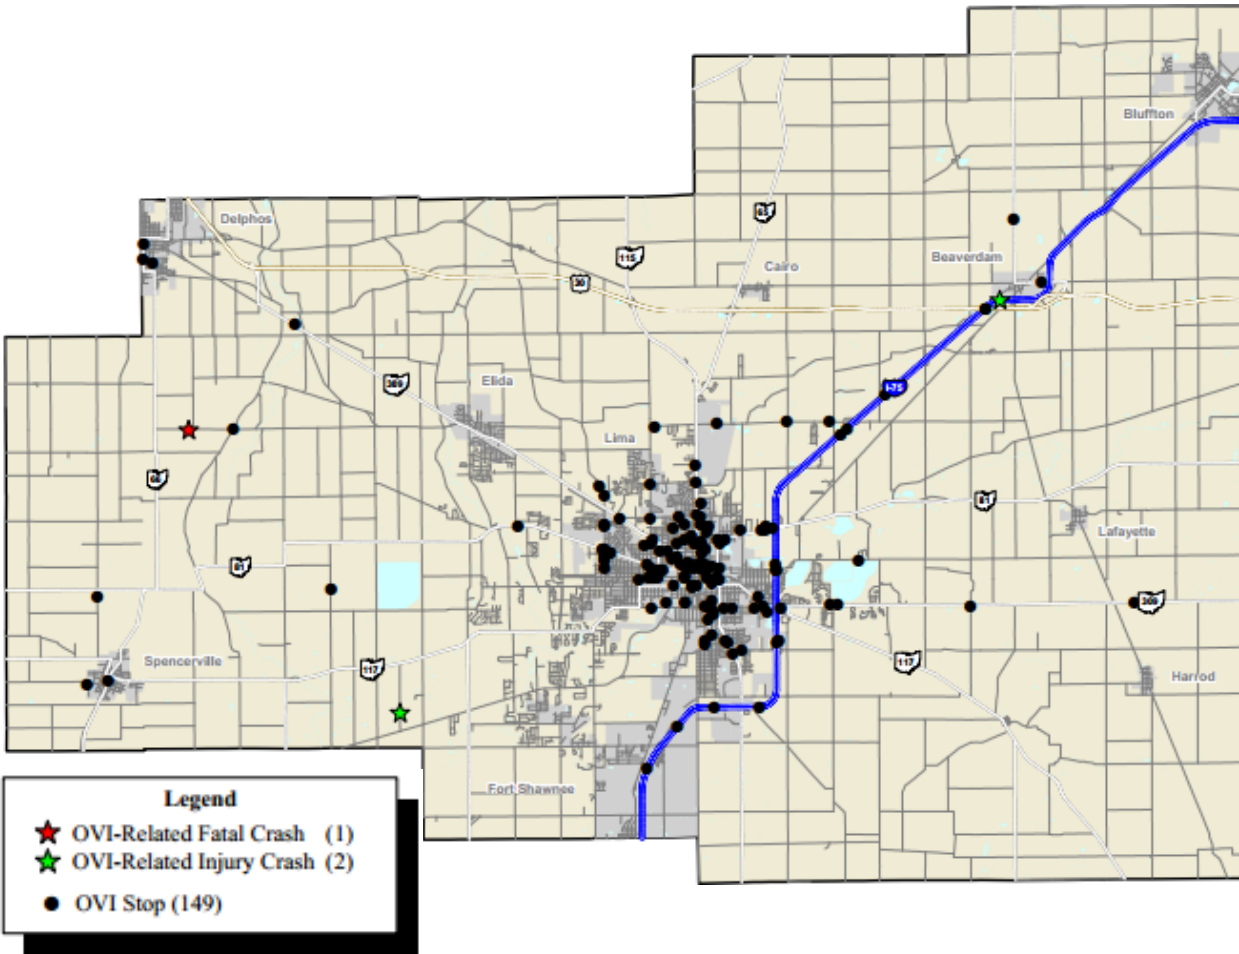 Bluffton
Delphos
65
115
Beaverdam
Cairo
30
I-75
309
Elida
Lima
66
81
Lafayette
81
309
Spencerville
117
117
Harrod
Fort Shawnee
Legend
OVI-Related Fatal Crash (1)
OVI-Related Injury Crash (2)
OVI Stop (149)